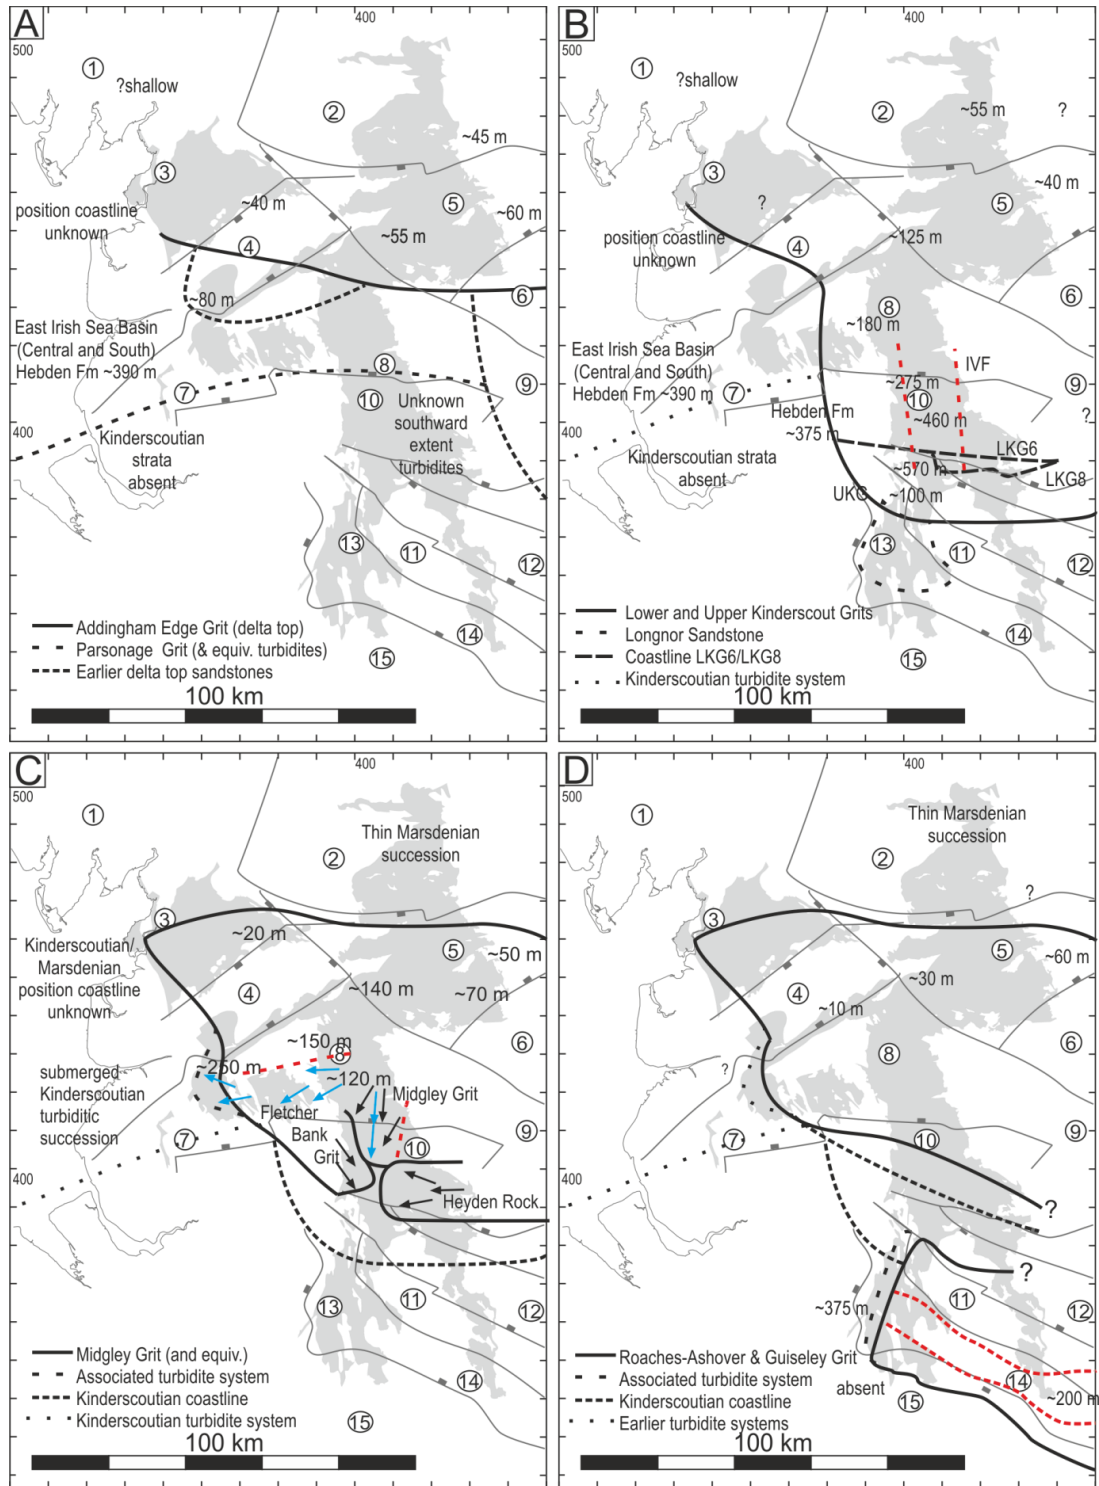 A
400
500
1
?shallow
2
~45 m
3
5
~40 m
~60 m
position coastline
unknown
~55 m
4
6
~80 m
East Irish Sea Basin
(Central and South)
Hebden Fm ~390 m
8
7
9
10
Unknown
southward
extent
turbidites
400
Kinderscoutian
strata
absent
13
11
12
14
15
Addingham Edge Grit (delta top)
Parsonage Grit (& equiv. turbidites)
Earlier delta top sandstones
100 km
B
400
500
1
?shallow
2
~55 m
?
3
~40 m
5
?
position coastline
unknown
~125 m
4
6
8
~180 m
East Irish Sea Basin
(Central and South)
Hebden Fm ~390 m
IVF
7
~275 m
9
10
Hebden Fm
~375 m
~460 m
?
400
Kinderscoutian strata
absent
LKG6
~570 m
LKG8
UKG
~100 m
13
11
12
14
15
Lower and Upper Kinderscout Grits
Longnor Sandstone
Coastline LKG6/LKG8
Kinderscoutian turbidite system
100 km
C
400
500
1
Thin Marsdenian
succession
2
3
~20 m
5
~50 m
Kinderscoutian/
Marsdenian
position coastline
unknown
~140 m
~70 m
4
~150 m
8
6
submerged
Kinderscoutian
turbiditic
succession
~250 m
~120 m
Midgley Grit
Fletcher
Bank
Grit
7
9
10
400
Heyden Rock
13
11
12
14
15
Midgley Grit (and equiv.)
Associated turbidite system
Kinderscoutian coastline
Kinderscoutian turbidite system
100 km
D
400
500
1
Thin Marsdenian
succession
2
?
3
5
~60 m
~30 m
4
~10 m
8
6
?
7
10
9
400
?
?
~375 m
11
12
13
14
absent
15
~200 m
Roaches-Ashover & Guiseley Grit
Associated turbidite system
Kinderscoutian coastline
Earlier turbidite systems
100 km